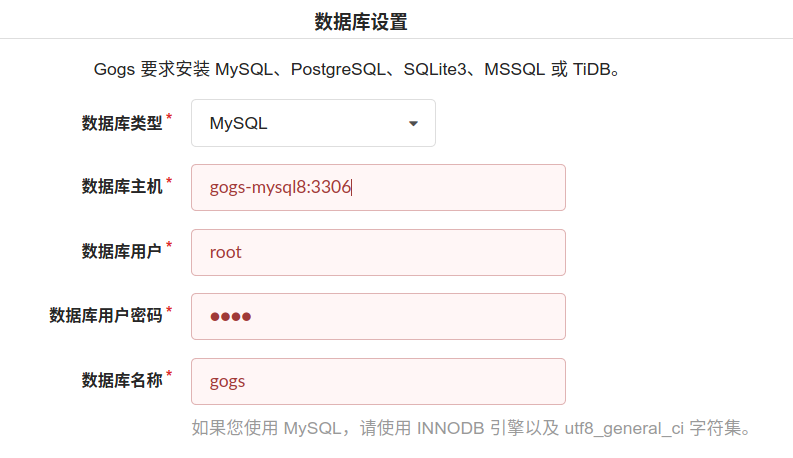 数据库设置
Gogs 要求安装 MySQL、PostgreSQL、SQLite3、MSSQL 或 TiDB。
数据库类型* MySQL
数据库主机* gogs-mysql8:3306
数据库用户* root
数据库用户密码* ●●●●
数据库名称* gogs
如果您使用 MySQL，请使用 INNODB 引擎以及 utf8_general_ci 字符集。